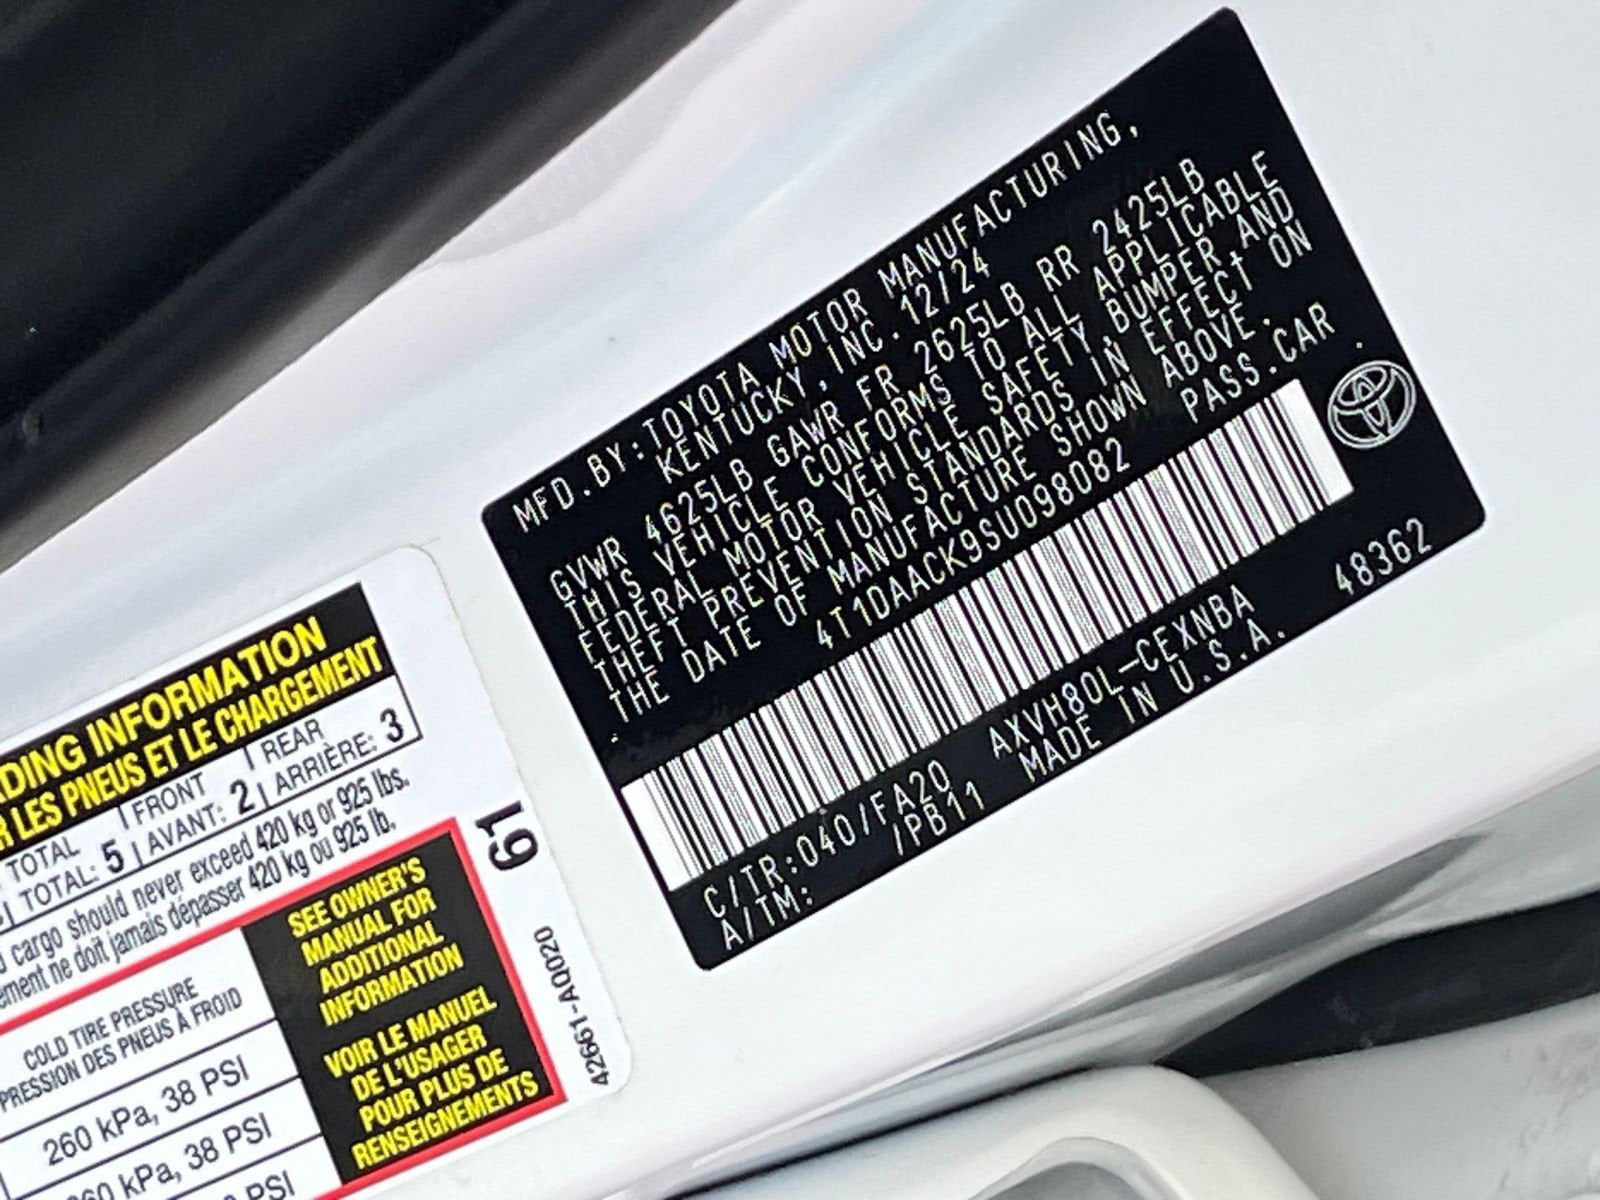 MFD.BY:TOYOTA MOTOR MANUFACTURING,
KENTUCKY,INC.12/24
GVWR 4625LB GAWR FR 2625LB RR 2425LB
THIS VEHICLE CONFORMS TO ALL APPLICABLE
FEDERAL MOTOR VEHICLE SAFETY,BUMPER AND
THEFT PREVENTION STANDARDS IN EFFECT ON
THE DATE OF MANUFACTURE SHOWN ABOVE.
4T1DAACK9SU098082 PASS.CAR
C/TR:040/FA20 AXVH80L-CEXNBA 48362
A/TM: /PB11 MADE IN U.S.A.
DING INFORMATION
R LES PNEUS ET LE CHARGEMENT
TOTAL FRONT REAR
TOTAL: 5 AVANT: 2 ARRIÈRE: 3
cargo should never exceed 420 kg or 925 lbs.
ement ne doit jamais dépasser 420 kg ou 925 lb.
COLD TIRE PRESSURE
PRESSION DES PNEUS À FROID
260 kPa, 38 PSI
60 kPa, 38 PSI
PSI
SEE OWNER'S
MANUAL FOR
ADDITIONAL
INFORMATION
VOIR LE MANUEL
DE L'USAGER
POUR PLUS DE
RENSEIGNEMENTS
61
42661-AQ020